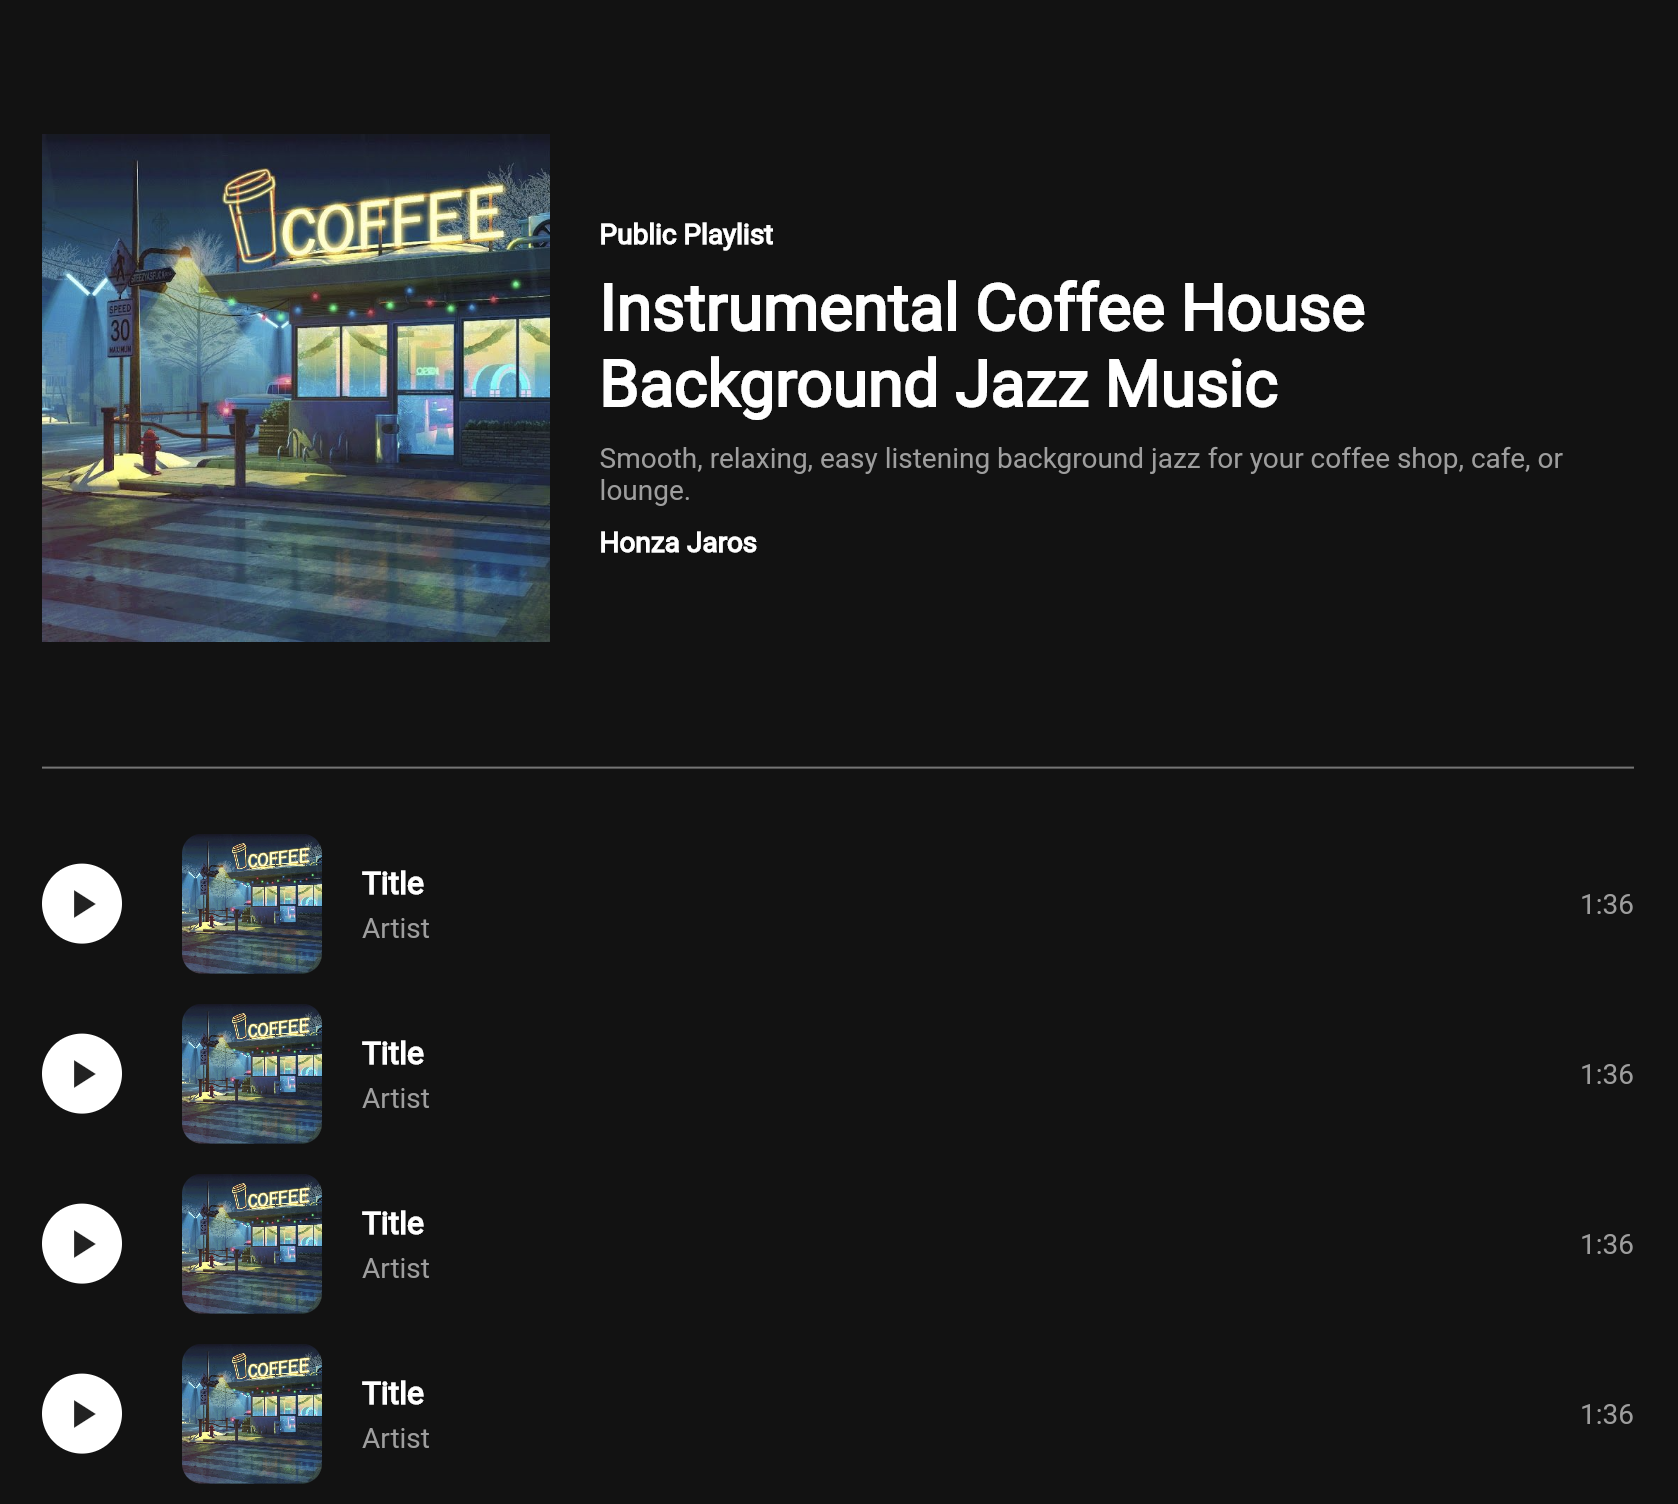 COFFEE
SPEED
30
MAXIMUM
OPEN
Public Playlist
Instrumental Coffee House
Background Jazz Music
Smooth, relaxing, easy listening background jazz for your coffee shop, cafe, or
lounge.
Honza Jaros
COFFEE
Title
Artist
1:36
COFFEE
Title
Artist
1:36
COFFEE
Title
Artist
1:36
COFFEE
Title
Artist
1:36